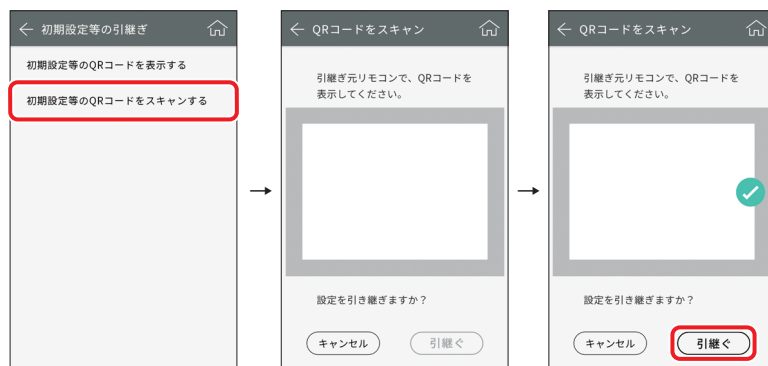 初期設定等の引継ぎ
初期設定等のQRコードを表示する
初期設定等のQRコードをスキャンする
QRコードをスキャン
引継ぎ元リモコンで、QRコードを
表示してください。
設定を引き継ぎますか？
キャンセル
引継ぐ
QRコードをスキャン
引継ぎ元リモコンで、QRコードを
表示してください。
設定を引き継ぎますか？
キャンセル
引継ぐ